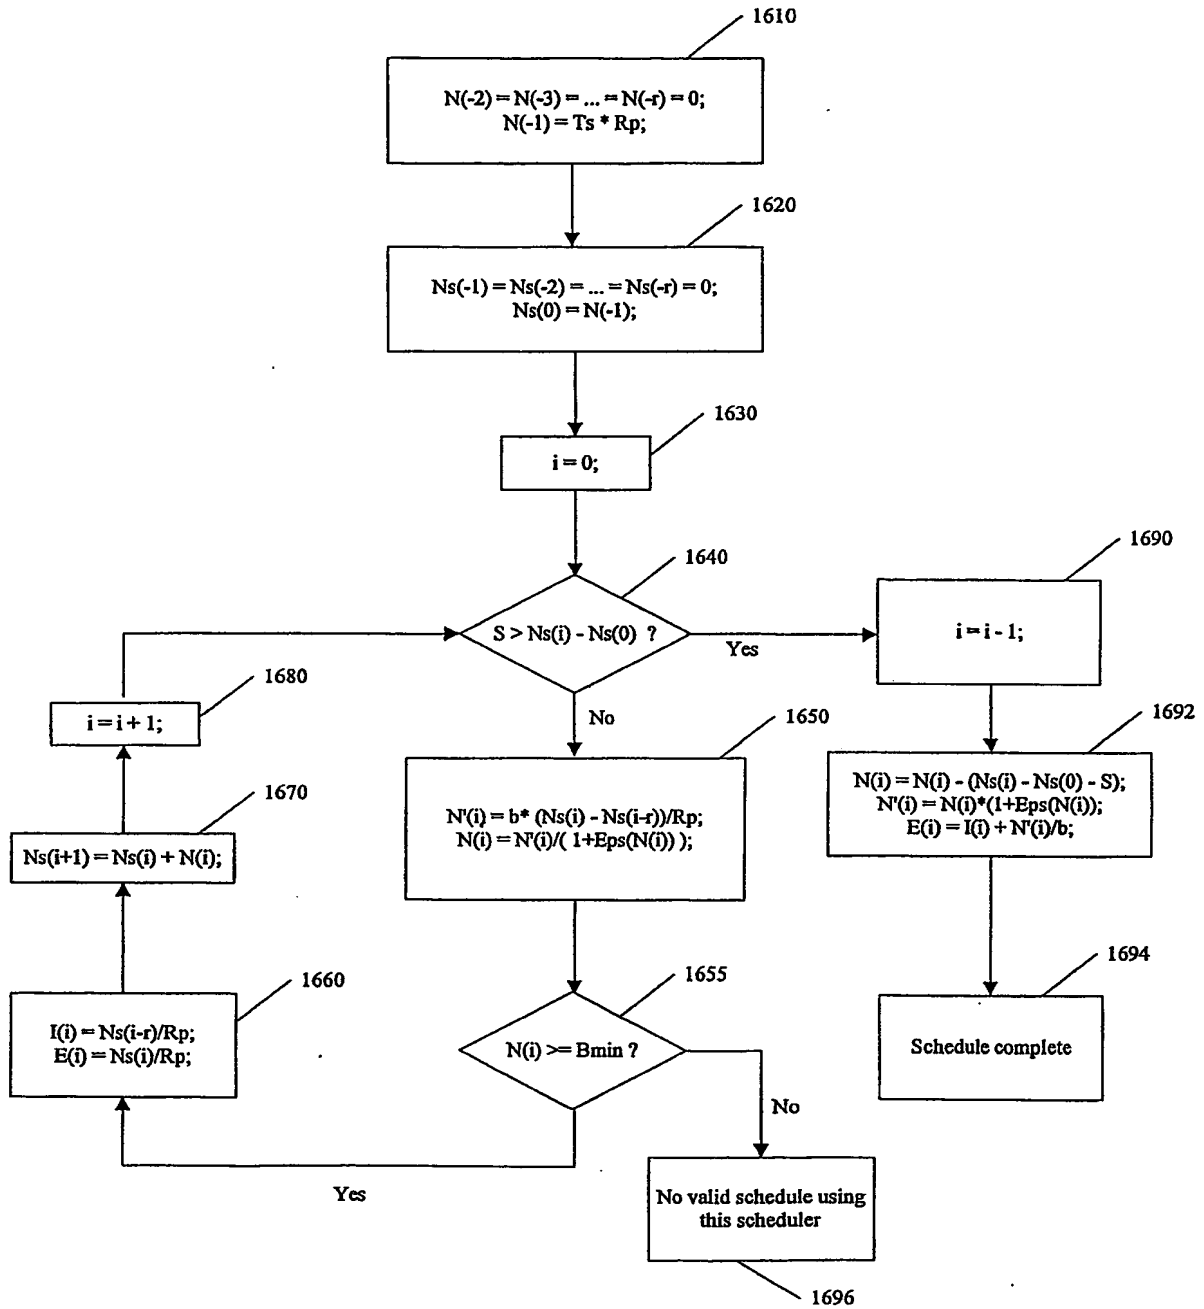 1610
N(-2) = N(-3) = ... = N(-r) = 0;
N(-1) = Ts * Rp;
1620
Ns(-1) = Ns(-2) = ... = Ns(-r) = 0;
Ns(0) = N(-1);
1630
i = 0;
1640
S > Ns(i) - Ns(0) ?
Yes
No
1690
i = i - 1;
1680
i = i + 1;
1650
N'(i) = b* (Ns(i) - Ns(i-r))/Rp;
N(i) = N'(i)/( 1+Eps(N(i)) );
1692
N(i) = N(i) - (Ns(i) - Ns(0) - S);
N'(i) = N(i)*(1+Eps(N(i));
E(i) = I(i) + N'(i)/b;
1670
Ns(i+1) = Ns(i) + N(i);
1660
I(i) = Ns(i-r)/Rp;
E(i) = Ns(i)/Rp;
1655
N(i) >= Bmin ?
No
Yes
1694
Schedule complete
No valid schedule using
this scheduler
1696